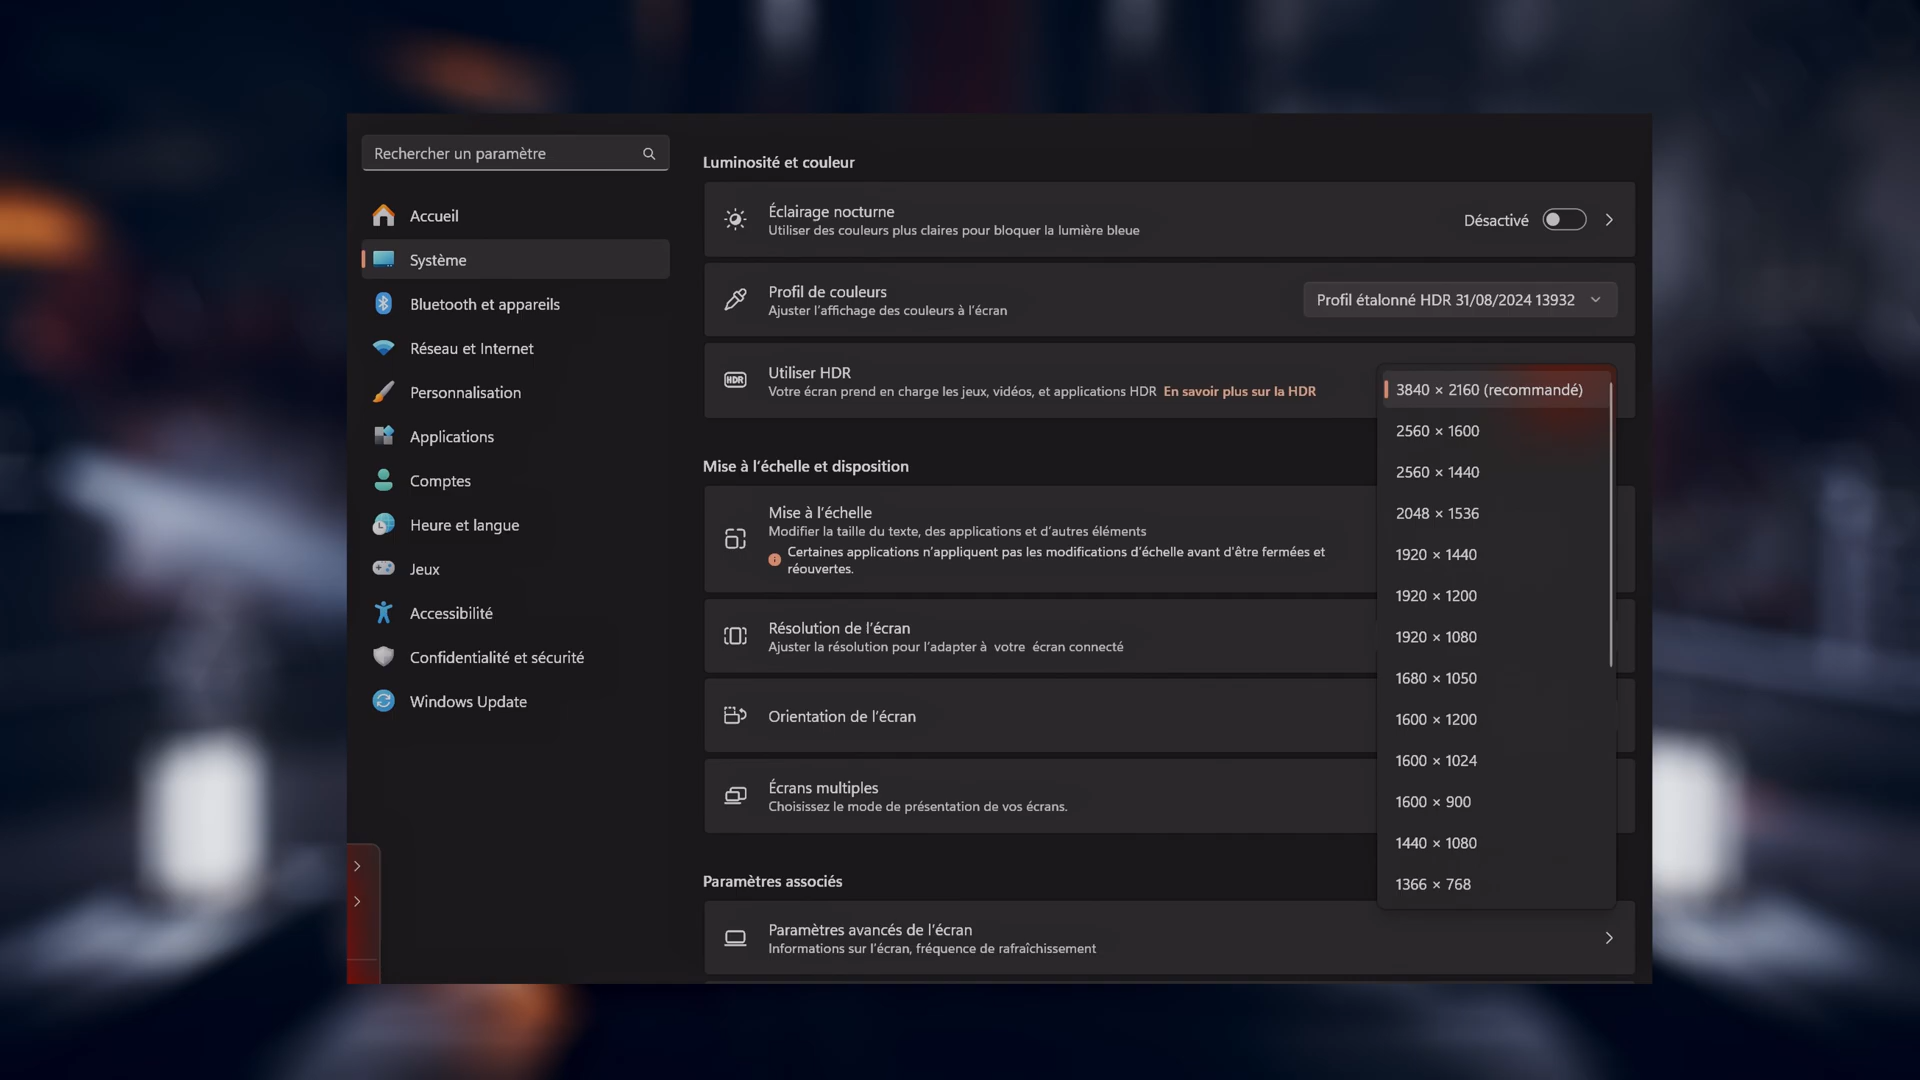 Rechercher un paramètre
Accueil
Système
Bluetooth et appareils
Réseau et Internet
Personnalisation
Applications
Comptes
Heure et langue
Jeux
Accessibilité
Confidentialité et sécurité
Windows Update
Luminosité et couleur
Éclairage nocturne
Utiliser des couleurs plus claires pour bloquer la lumière bleue
Désactivé
Profil de couleurs
Ajuster l'affichage des couleurs à l'écran
Profil étalonné HDR 31/08/2024 13932
HDR
Utiliser HDR
Votre écran prend en charge les jeux, vidéos, et applications HDR En savoir plus sur la HDR
Mise à l'échelle et disposition
Mise à l'échelle
Modifier la taille du texte, des applications et d'autres éléments
Certaines applications n'appliquent pas les modifications d'échelle avant d'être fermées et
réouvertes.
Résolution de l'écran
Ajuster la résolution pour l'adapter à votre écran connecté
Orientation de l'écran
Écrans multiples
Choisissez le mode de présentation de vos écrans.
Paramètres associés
Paramètres avancés de l'écran
Informations sur l'écran, fréquence de rafraîchissement
3840 × 2160 (recommandé)
2560 × 1600
2560 × 1440
2048 × 1536
1920 × 1440
1920 × 1200
1920 × 1080
1680 × 1050
1600 × 1200
1600 × 1024
1600 × 900
1440 × 1080
1366 × 768